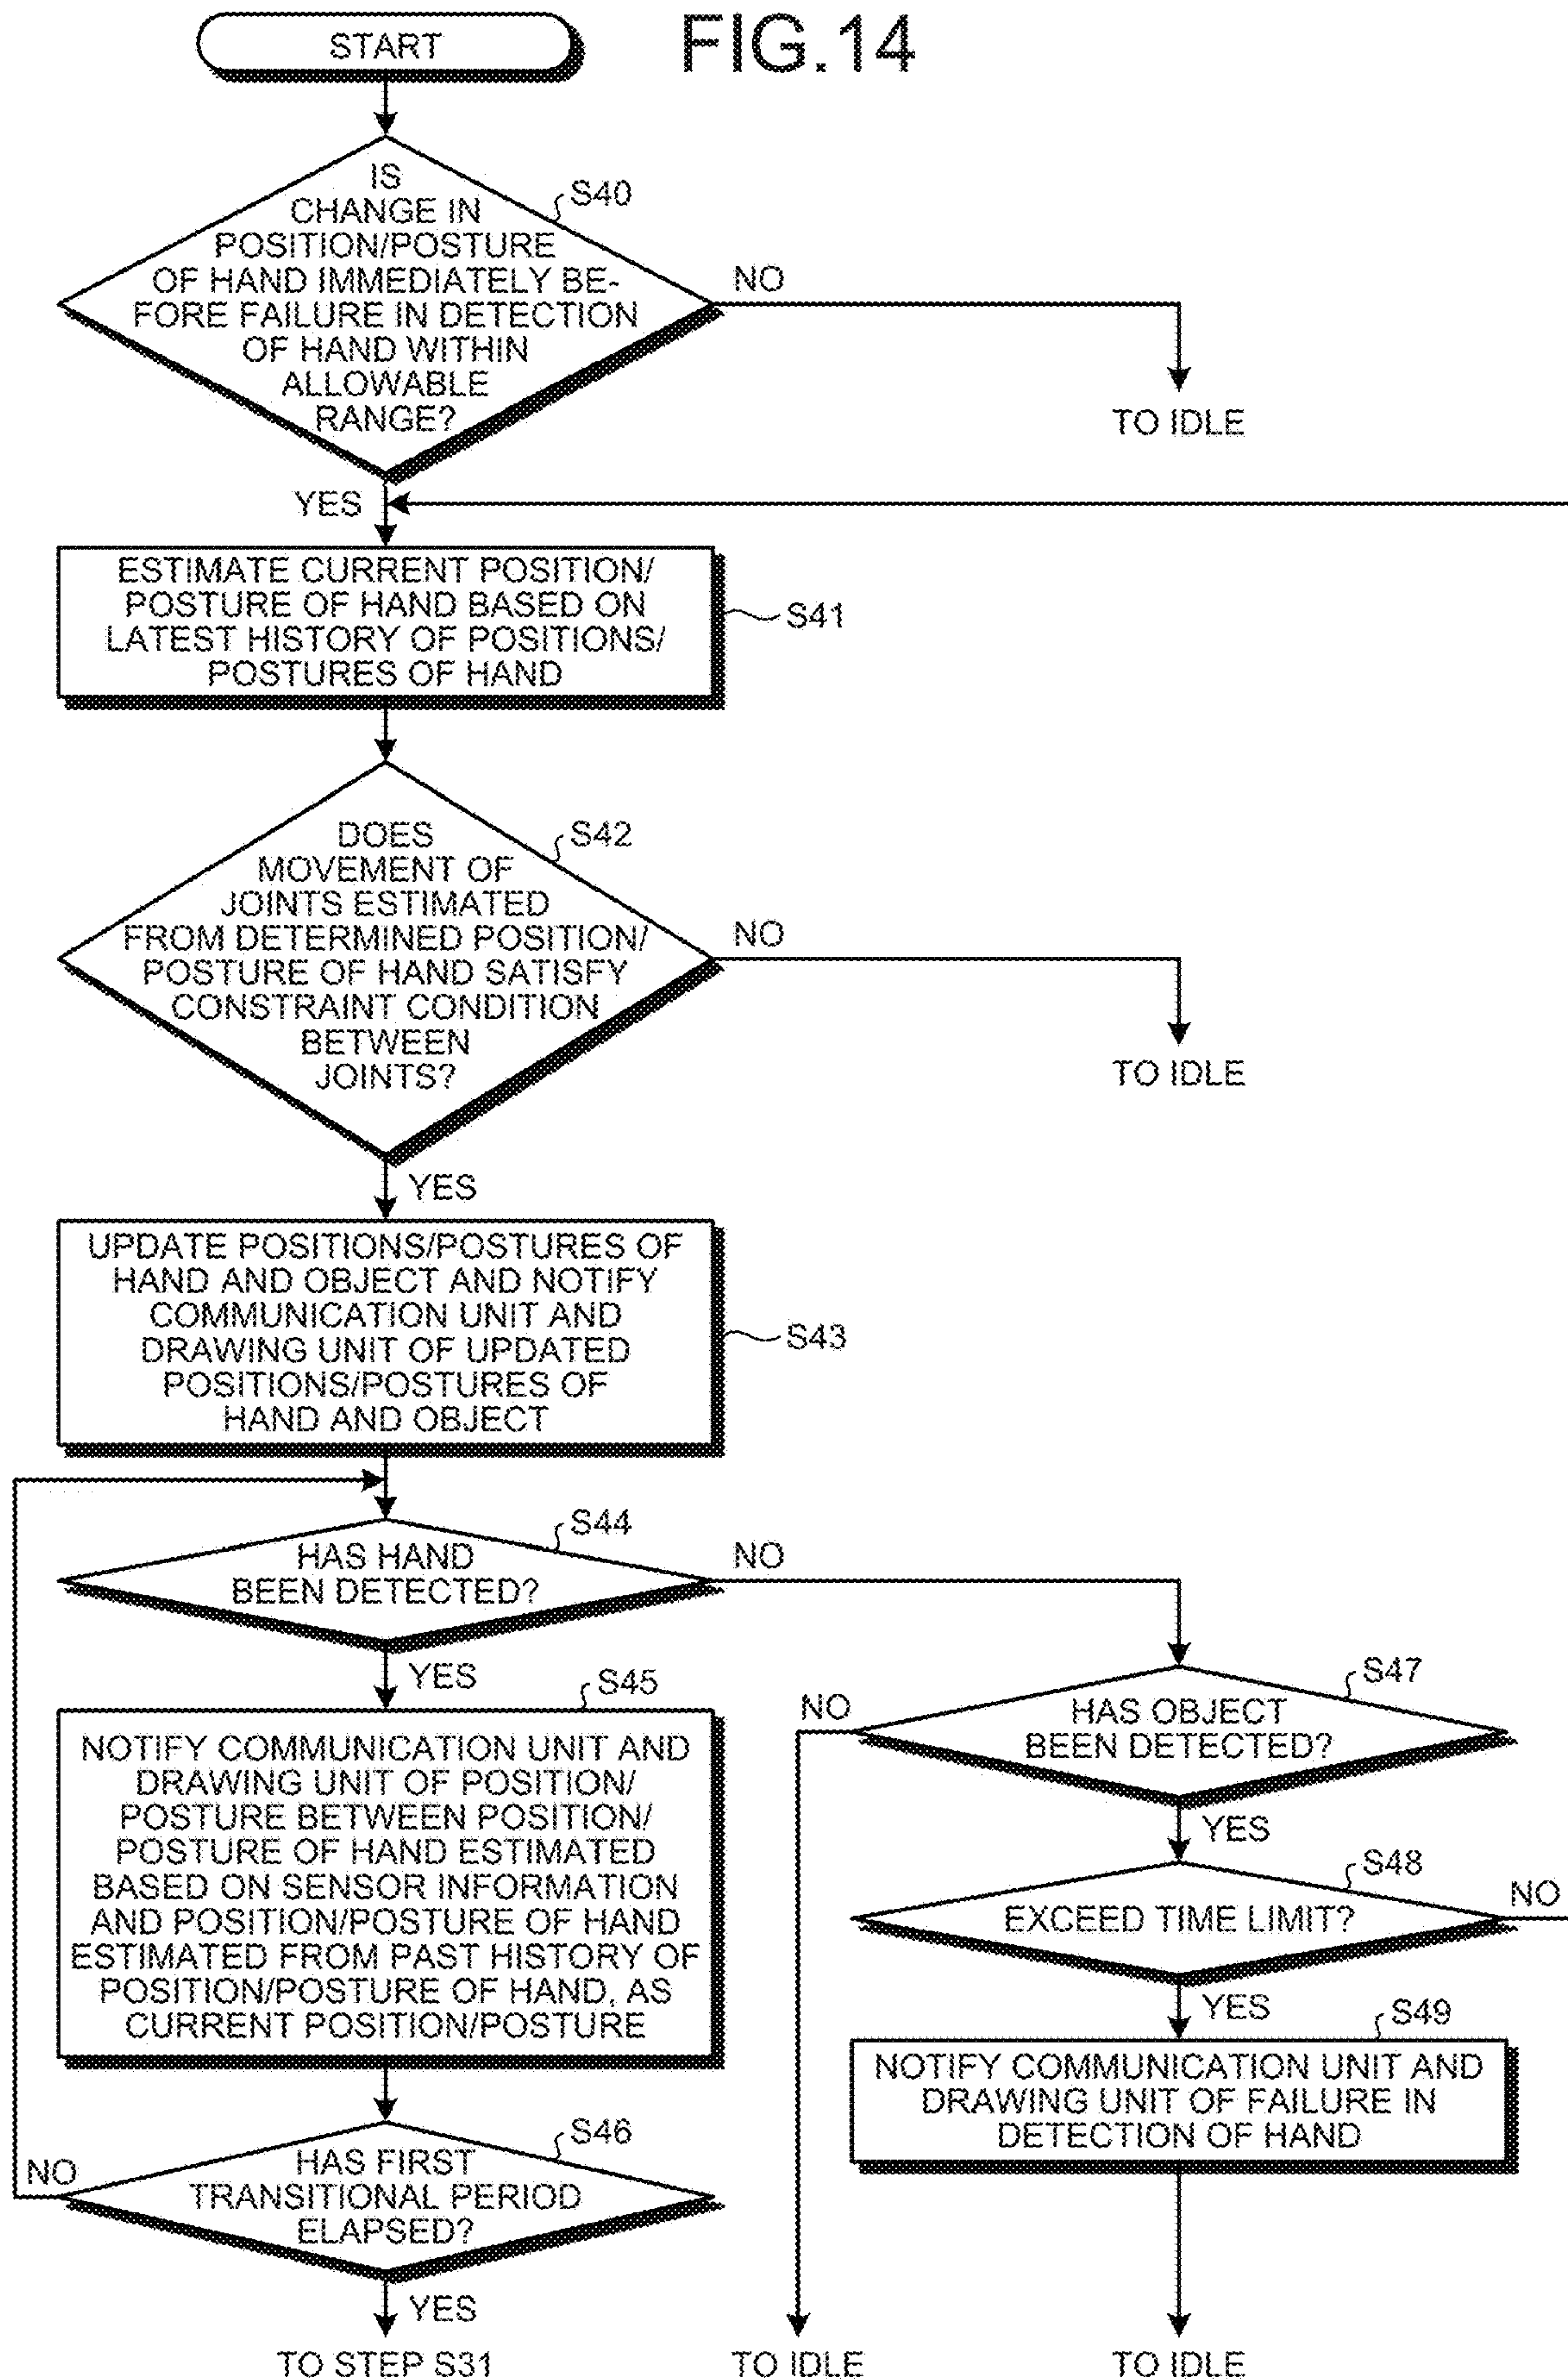 FIG.14
START
IS
CHANGE IN
POSITION/POSTURE
OF HAND IMMEDIATELY BE-
FORE FAILURE IN DETECTION
OF HAND WITHIN
ALLOWABLE
RANGE?
S40
NO
TO IDLE
YES
ESTIMATE CURRENT POSITION/
POSTURE OF HAND BASED ON
LATEST HISTORY OF POSITIONS/
POSTURES OF HAND
S41
DOES
MOVEMENT OF
JOINTS ESTIMATED
FROM DETERMINED POSITION/
POSTURE OF HAND SATISFY
CONSTRAINT CONDITION
BETWEEN
JOINTS?
S42
NO
TO IDLE
YES
UPDATE POSITIONS/POSTURES OF
HAND AND OBJECT AND NOTIFY
COMMUNICATION UNIT AND
DRAWING UNIT OF UPDATED
POSITIONS/POSTURES OF
HAND AND OBJECT
S43
HAS HAND
BEEN DETECTED?
S44
NO
YES
S45
NOTIFY COMMUNICATION UNIT AND
DRAWING UNIT OF POSITION/
POSTURE BETWEEN POSITION/
POSTURE OF HAND ESTIMATED
BASED ON SENSOR INFORMATION
AND POSITION/POSTURE OF HAND
ESTIMATED FROM PAST HISTORY OF
POSITION/POSTURE OF HAND, AS
CURRENT POSITION/POSTURE
S46
HAS FIRST
TRANSITIONAL PERIOD
ELAPSED?
NO
YES
TO STEP S31
S47
HAS OBJECT
BEEN DETECTED?
NO
YES
S48
EXCEED TIME LIMIT?
NO
YES
S49
NOTIFY COMMUNICATION UNIT AND
DRAWING UNIT OF FAILURE IN
DETECTION OF HAND
TO IDLE
TO IDLE